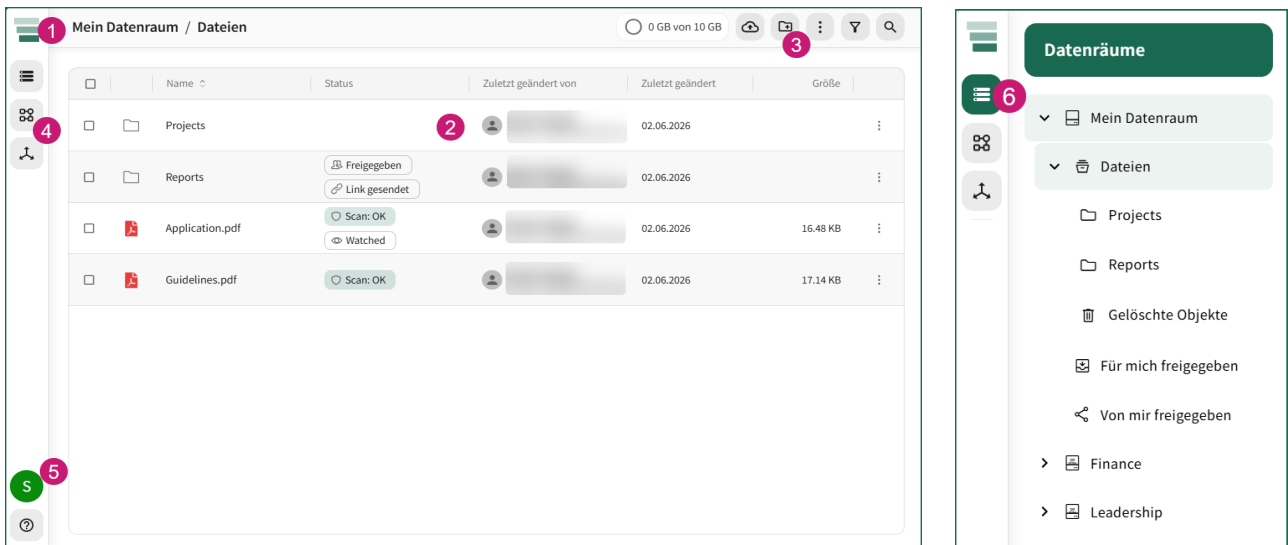 1
Mein Datenraum / Dateien
0 GB von 10 GB
3
Name
Status
Zuletzt geändert von
Zuletzt geändert
Größe
4
Projects
2
02.06.2026
Reports
Freigegeben
Link gesendet
02.06.2026
Application.pdf
Scan: OK
Watched
02.06.2026
16.48 KB
Guidelines.pdf
Scan: OK
02.06.2026
17.14 KB
5
S
Datenräume
6
Mein Datenraum
Dateien
Projects
Reports
Gelöschte Objekte
Für mich freigegeben
Von mir freigegeben
Finance
Leadership